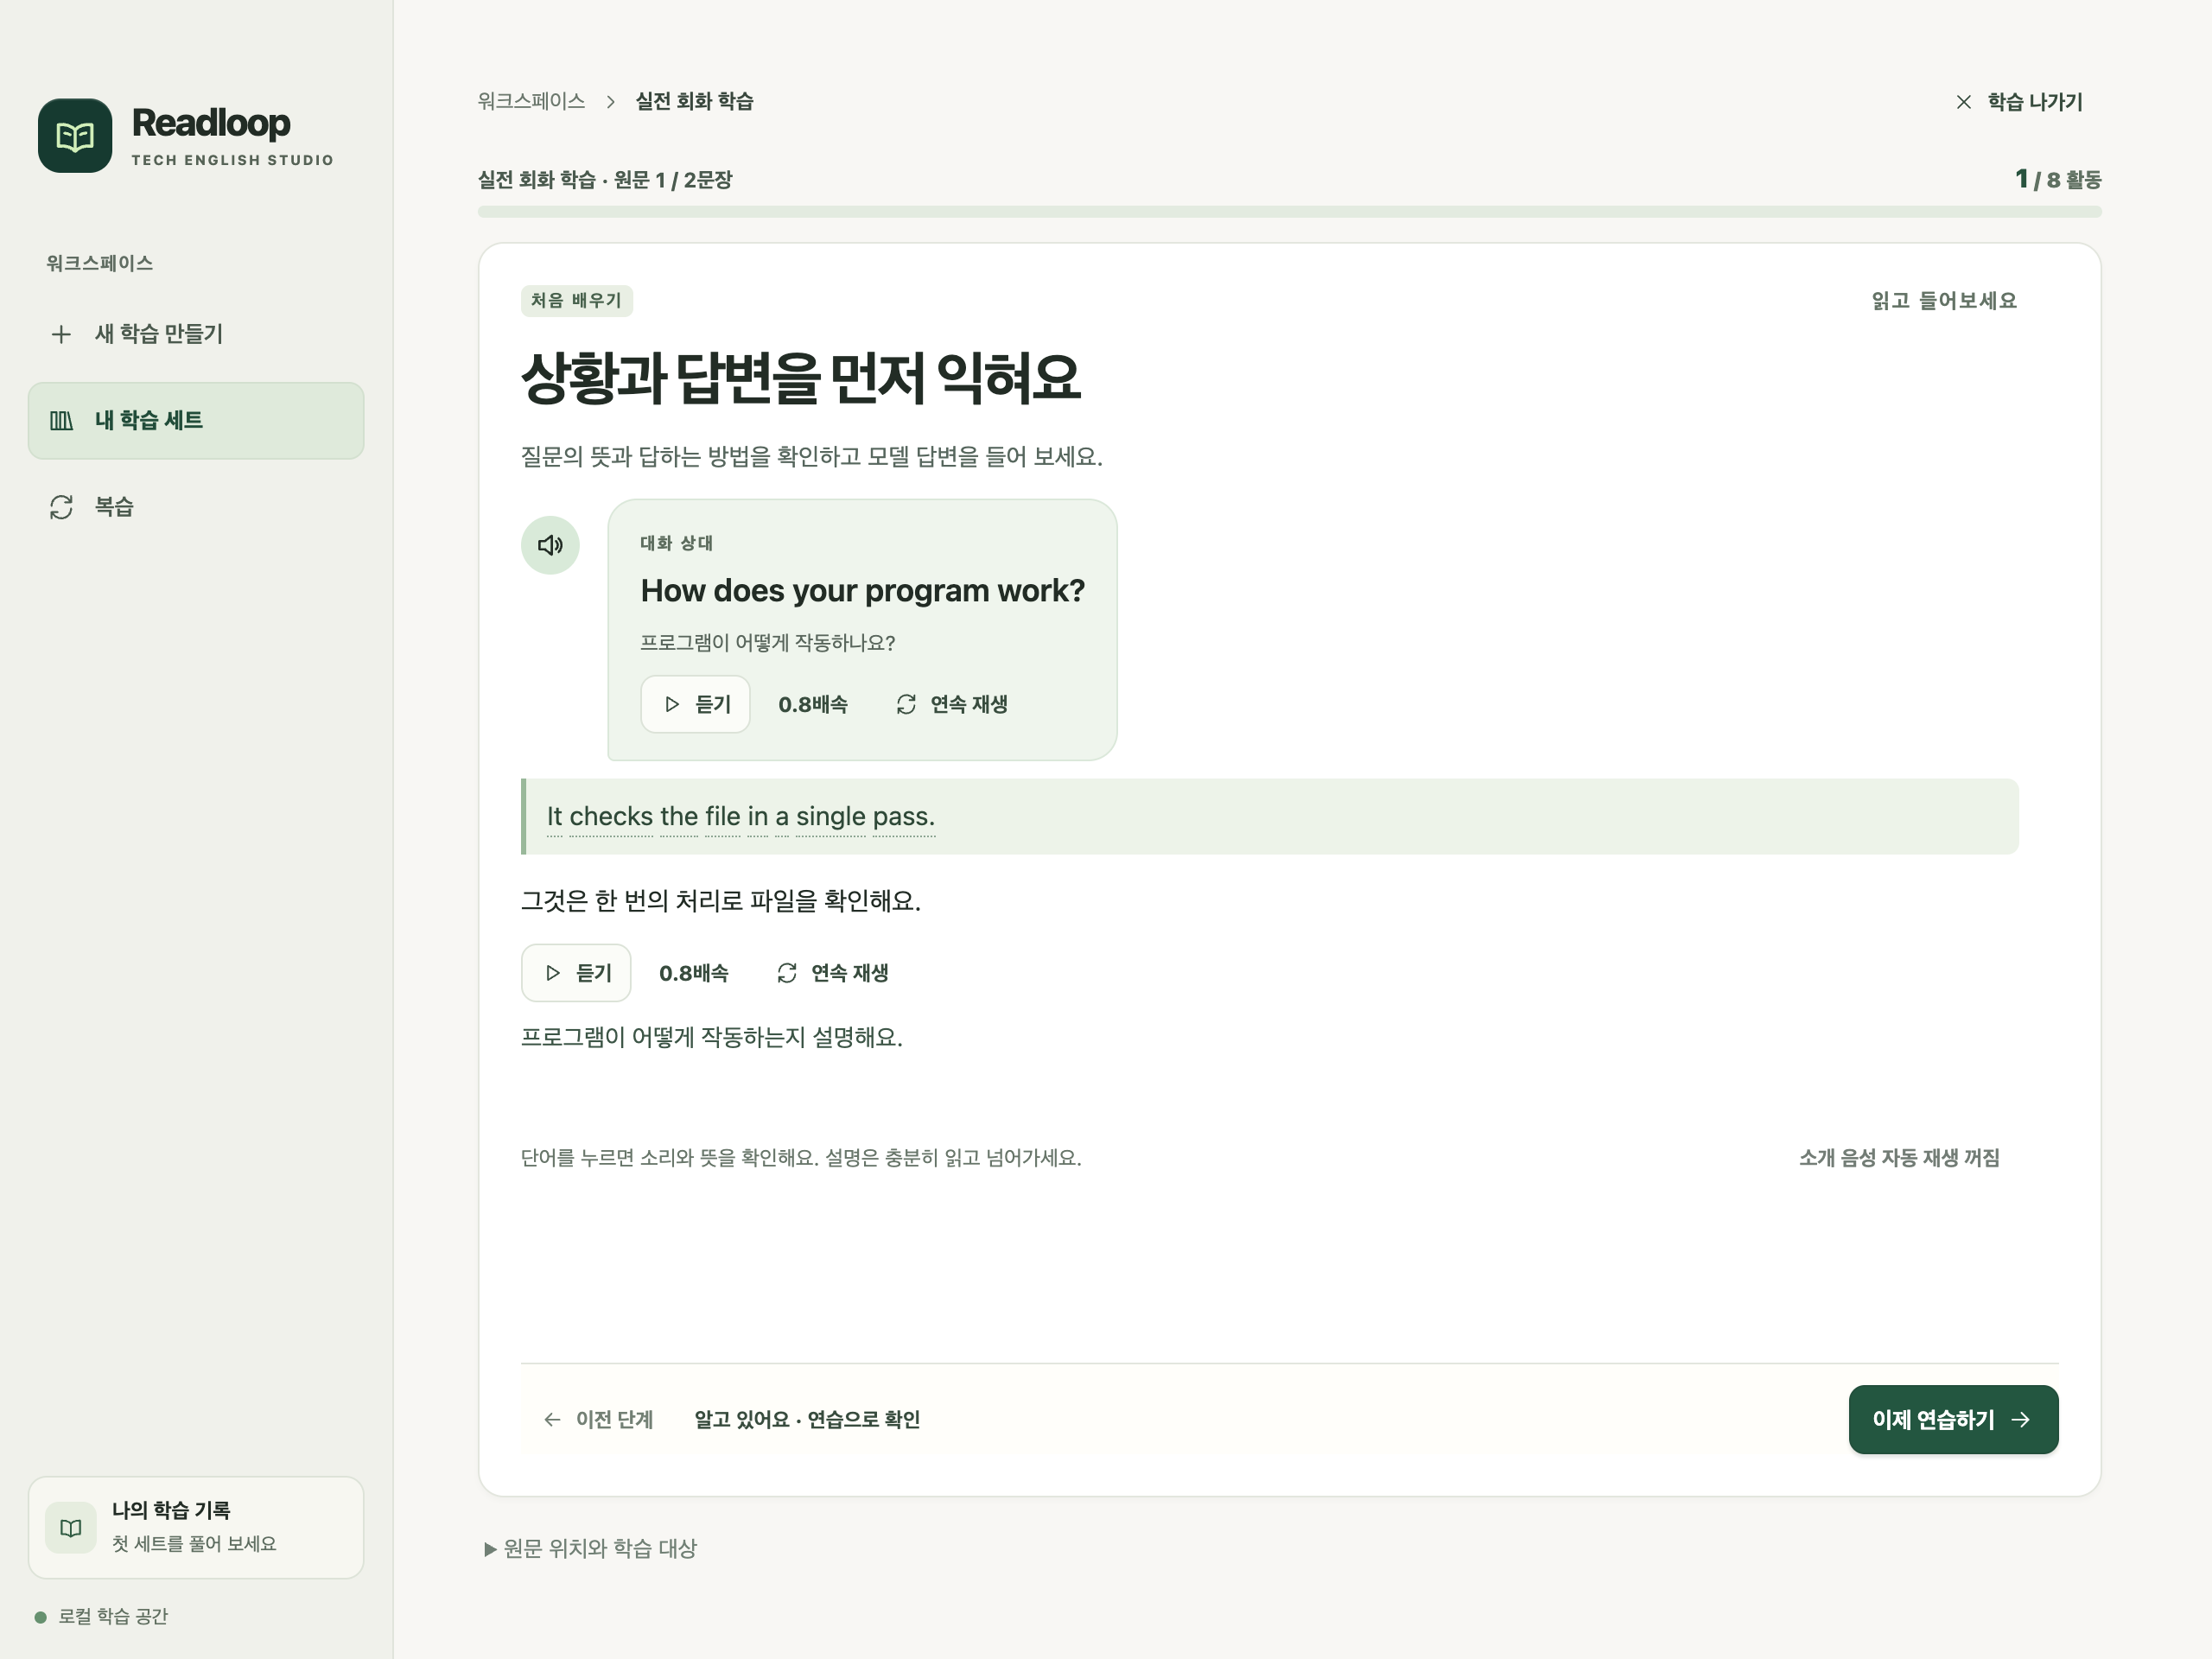 Readloop
TECH ENGLISH STUDIO
워크스페이스
새 학습 만들기
내 학습 세트
복습
나의 학습 기록
첫 세트를 풀어 보세요
로컬 학습 공간
워크스페이스 > 실전 회화 학습
학습 나가기
실전 회화 학습 · 원문 1 / 2문장
1 / 8 활동
처음 배우기
읽고 들어보세요
상황과 답변을 먼저 익혀요
질문의 뜻과 답하는 방법을 확인하고 모델 답변을 들어 보세요.
대화 상대
How does your program work?
프로그램이 어떻게 작동하나요?
듣기 0.8배속 연속 재생
It checks the file in a single pass.
그것은 한 번의 처리로 파일을 확인해요.
듣기 0.8배속 연속 재생
프로그램이 어떻게 작동하는지 설명해요.
단어를 누르면 소리와 뜻을 확인해요. 설명은 충분히 읽고 넘어가세요.
소개 음성 자동 재생 꺼짐
이전 단계
알고 있어요 · 연습으로 확인
이제 연습하기
원문 위치와 학습 대상